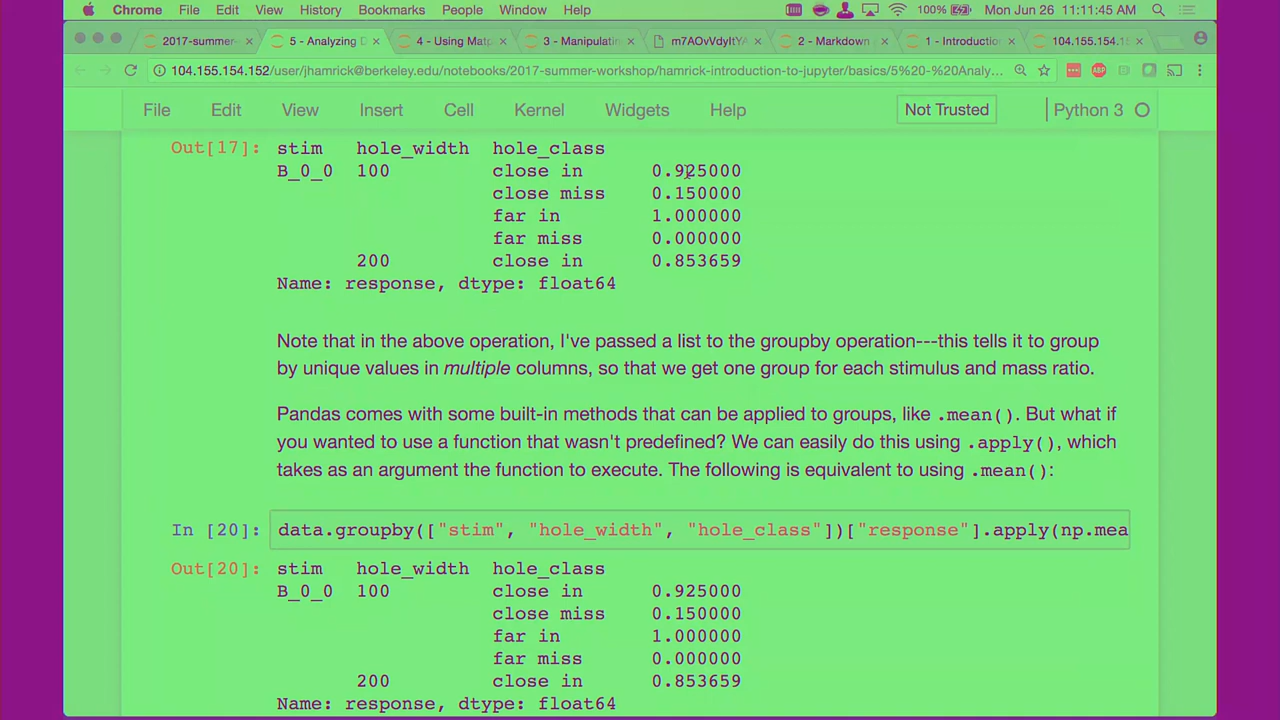 Chrome File Edit View History Bookmarks People Window Help 100% Mon Jun 26 11:11:45 AM
2017-summer- 5 - Analyzing D 4 - Using Matp 3 - Manipulatin m7AOvVdyItYA 2 - Markdown 1 - Introduction 104.155.154.15
104.155.154.152/user/jhamrick@berkeley.edu/notebooks/2017-summer-workshop/hamrick-introduction-to-jupyter/basics/5%20-%20Analy...
File Edit View Insert Cell Kernel Widgets Help Not Trusted Python 3
Out[17]: stim hole_width hole_class
B_0_0 100 close in 0.925000
close miss 0.150000
far in 1.000000
far miss 0.000000
200 close in 0.853659
Name: response, dtype: float64
Note that in the above operation, I've passed a list to the groupby operation---this tells it to group
by unique values in multiple columns, so that we get one group for each stimulus and mass ratio.
Pandas comes with some built-in methods that can be applied to groups, like .mean(). But what if
you wanted to use a function that wasn't predefined? We can easily do this using .apply(), which
takes as an argument the function to execute. The following is equivalent to using .mean():
In [20]: data.groupby(["stim", "hole_width", "hole_class"])["response"].apply(np.mea
Out[20]: stim hole_width hole_class
B_0_0 100 close in 0.925000
close miss 0.150000
far in 1.000000
far miss 0.000000
200 close in 0.853659
Name: response, dtype: float64